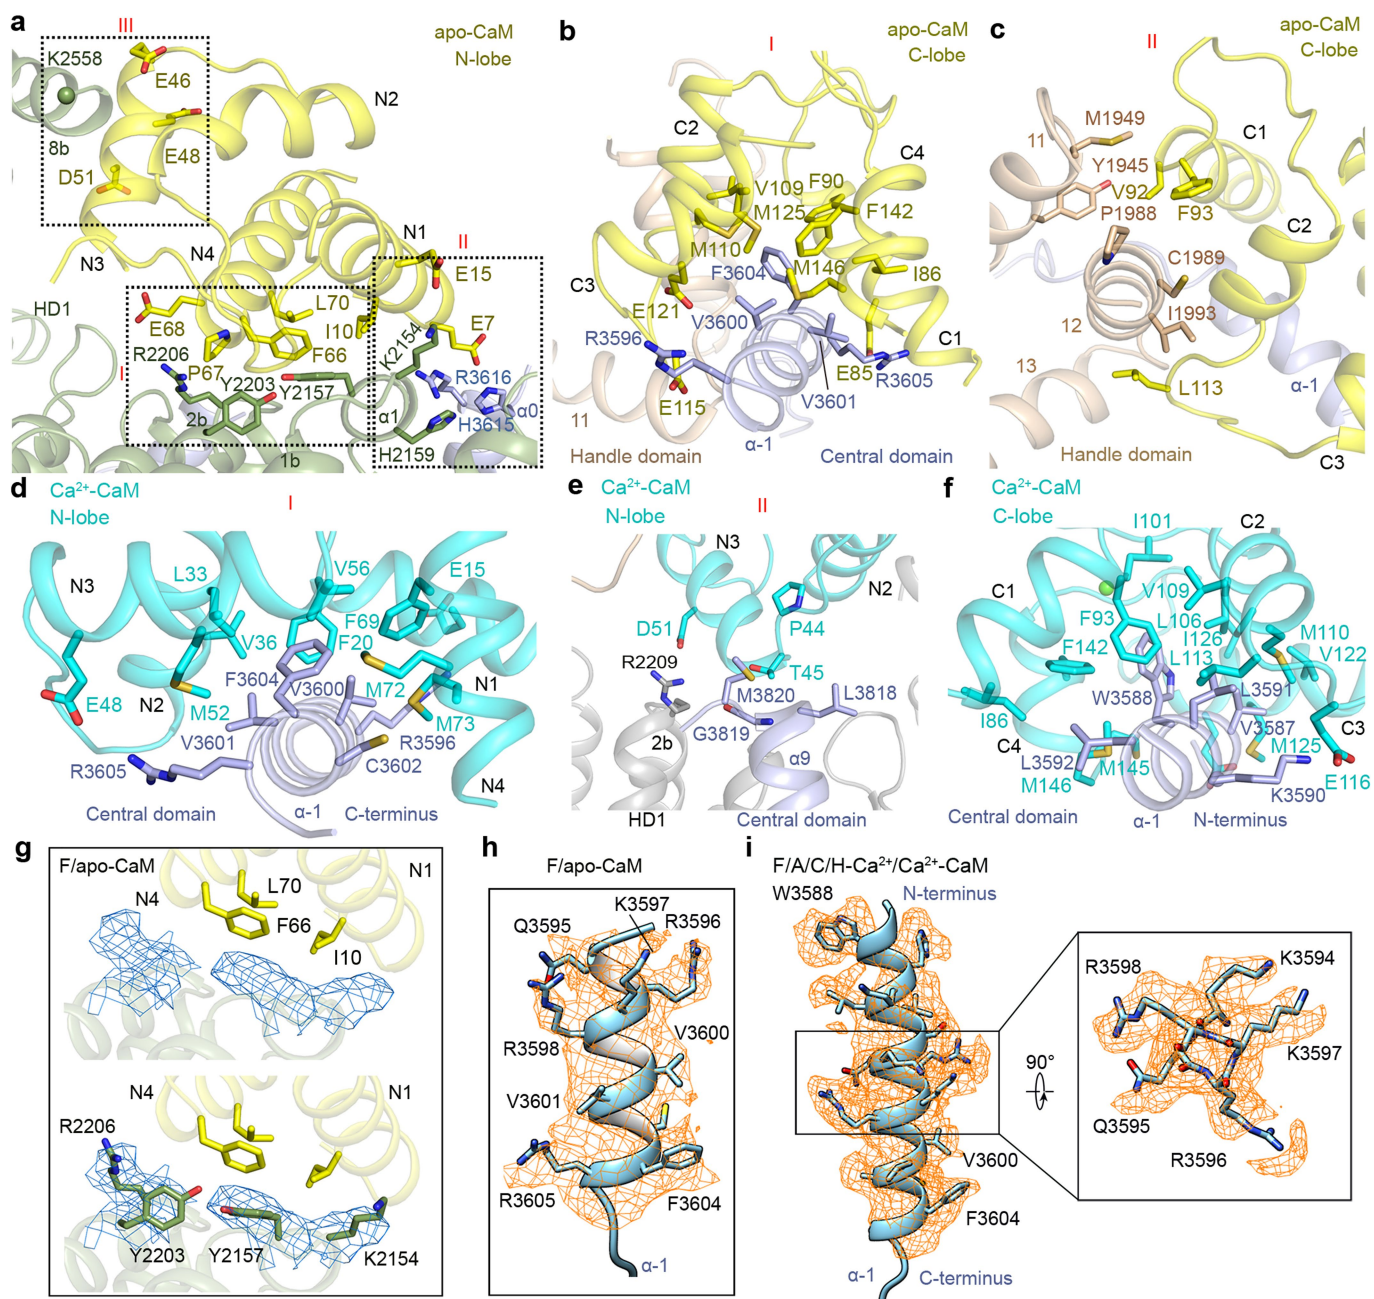 a
III
apo-CaM
N-lobe
K2558
E46
N2
8b
E48
D51
N3
N4
N1
II
E15
HD1
E68
L70
I10
K2154
E7
R2206
F66
I
P67
Y2203
Y2157
R3616
α1
α0
2b
H3615
1b
H2159
b
I
apo-CaM
C-lobe
C2
C4
V109
F90
M125
F142
M110
F3604
M146
I86
C3
E121
V3600
R3596
C1
E85
R3605
E115
V3601
11
α-1
Handle domain
Central domain
c
II
apo-CaM
C-lobe
M1949
11
C1
Y1945
V92
P1988
F93
C2
C1989
I1993
12
13
L113
α-1
Handle domain
C3
d
Ca²⁺-CaM
N-lobe
I
N3
L33
V56
E15
F69
V36
F20
F3604
V3600
E48
N2
M52
M72
N1
M73
V3601
R3596
R3605
C3602
N4
Central domain
α-1
C-terminus
e
Ca²⁺-CaM
N-lobe
II
N3
N2
D51
P44
R2209
T45
M3820
L3818
2b
G3819
α9
HD1
Central domain
f
Ca²⁺-CaM
C-lobe
I101
C2
C1
V109
F93
L106
I126
M110
F142
L113
V122
W3588
L3591
I86
V3587
C3
C4
L3592
M125
M145
M146
E116
K3590
Central domain
α-1
N-terminus
g
F/apo-CaM
N1
N4
L70
F66
I10
N4
N1
R2206
Y2203
Y2157
K2154
h
F/apo-CaM
K3597
Q3595
R3596
R3598
V3600
V3601
R3605
F3604
α-1
i
F/A/C/H-Ca²⁺/Ca²⁺-CaM
W3588
N-terminus
V3600
F3604
α-1
C-terminus
90°
R3598
K3594
K3597
Q3595
R3596